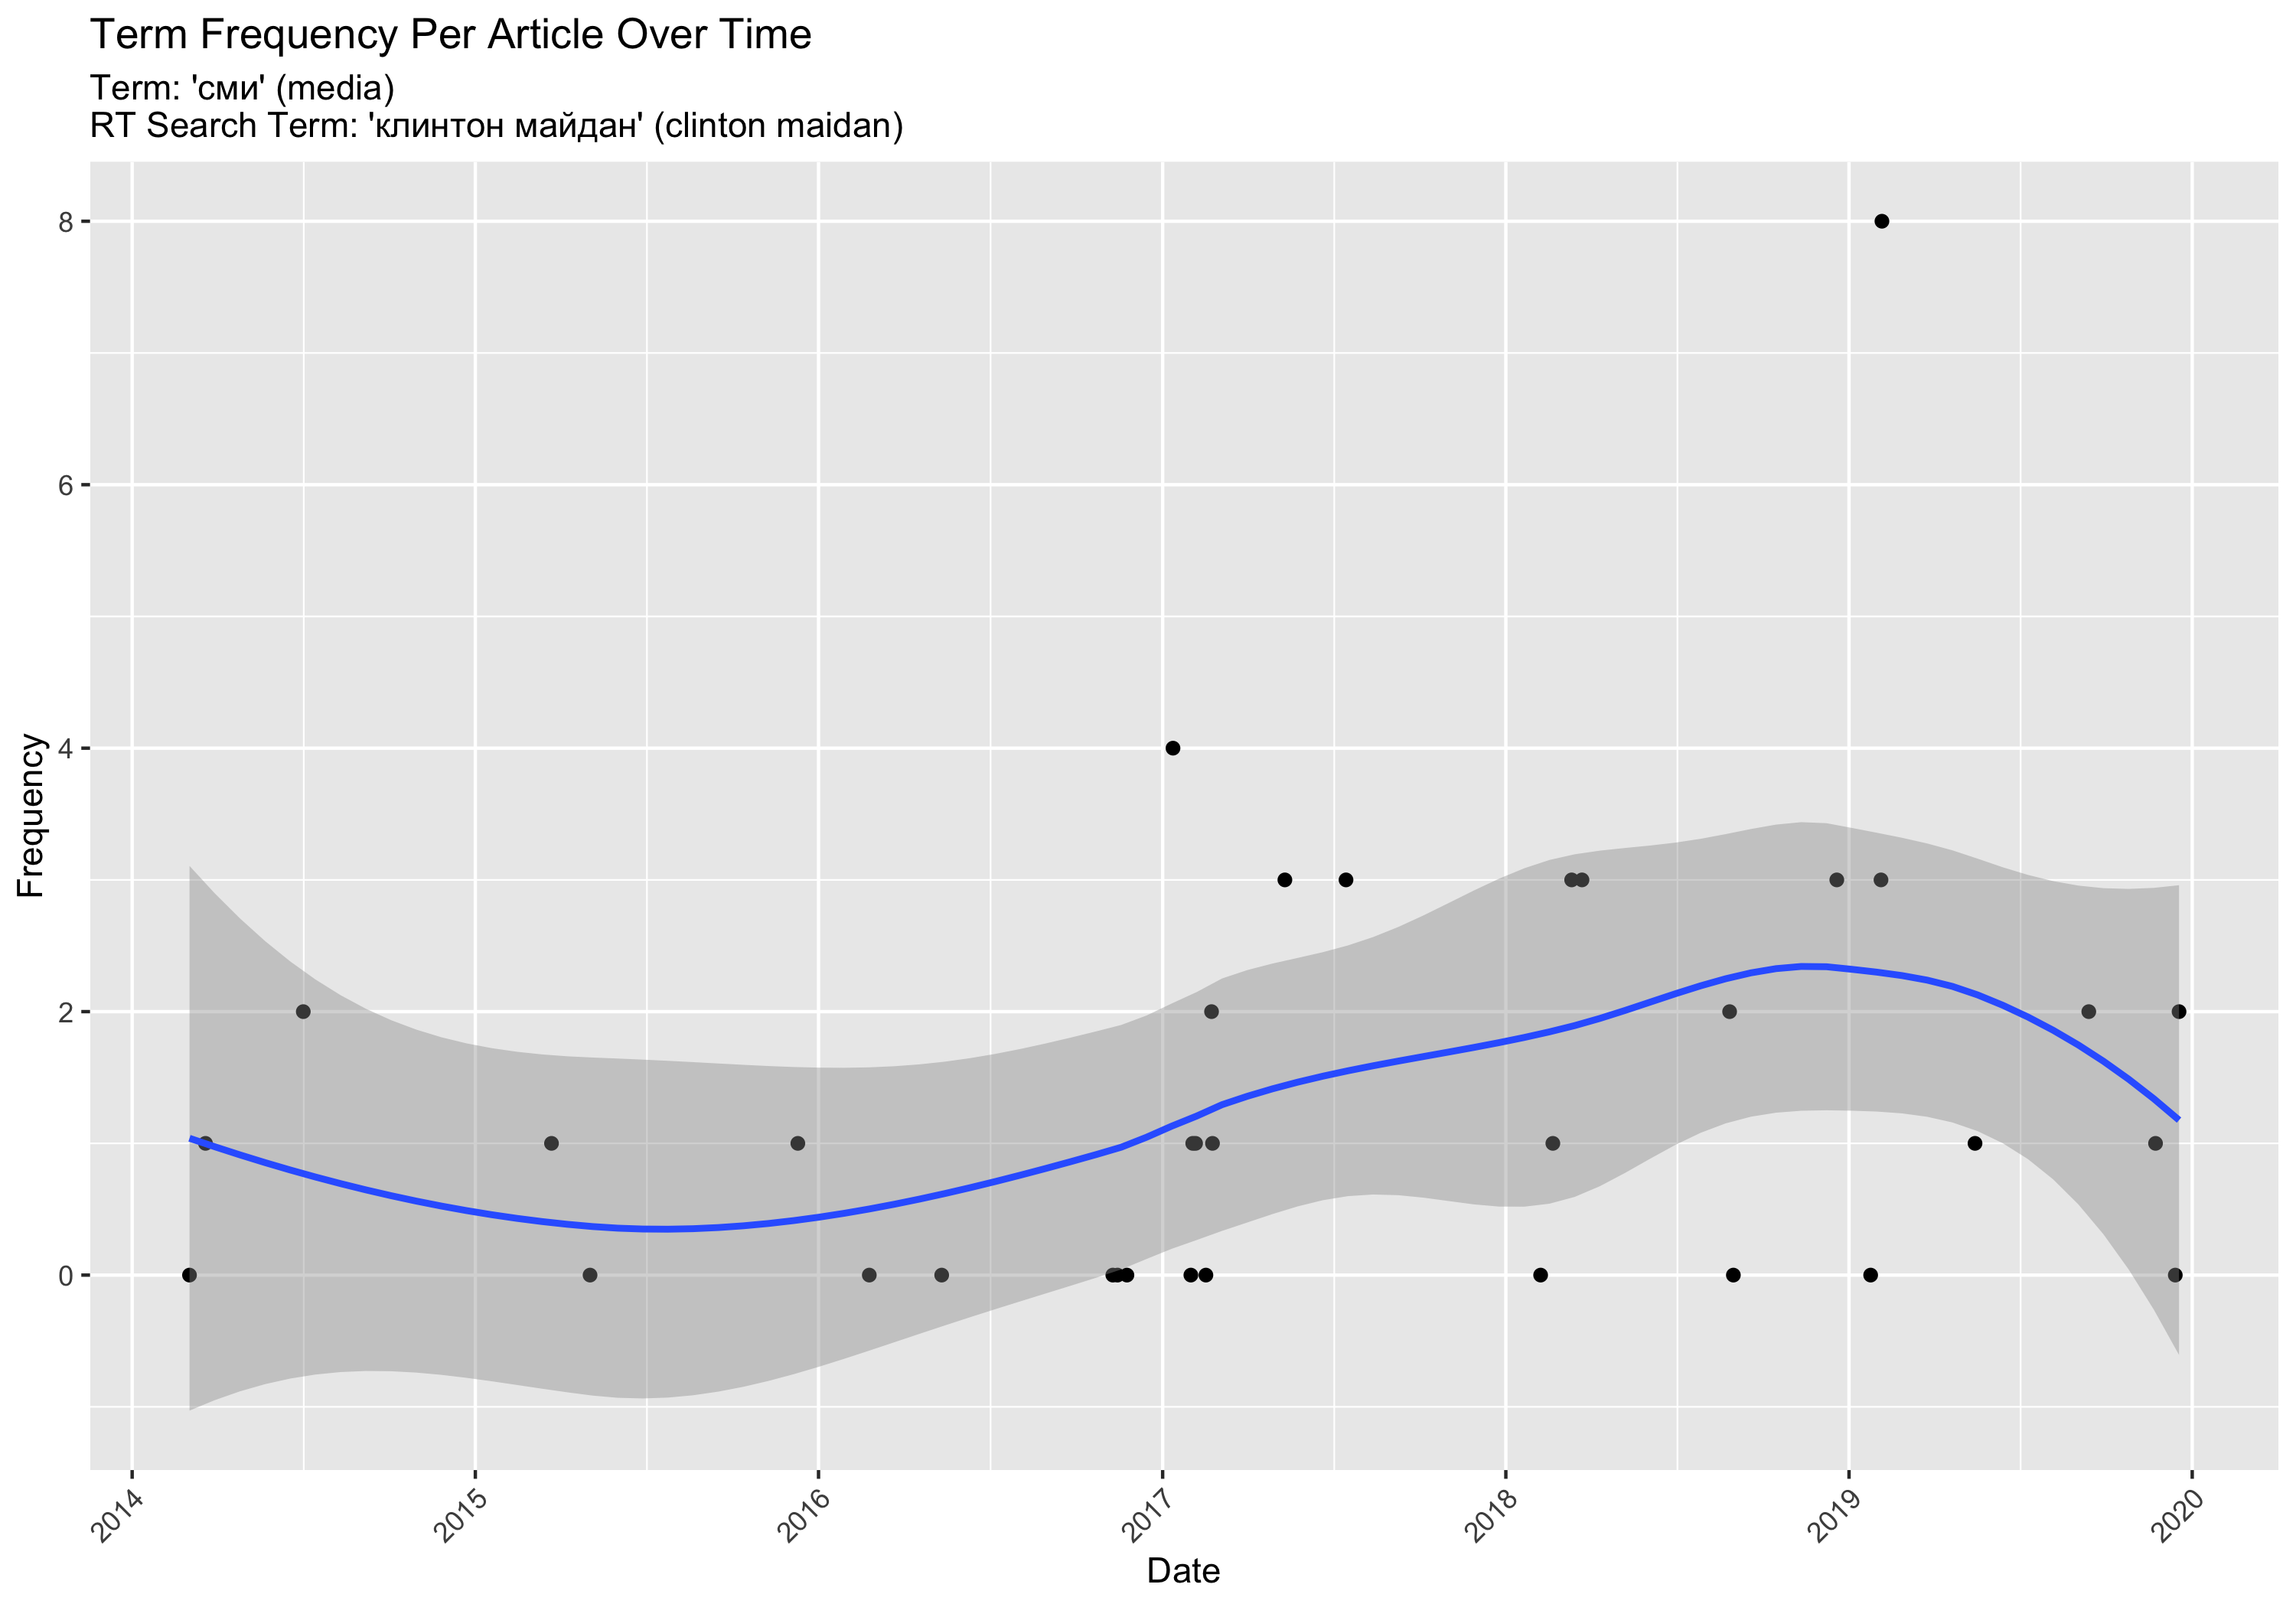 Term Frequency Per Article Over Time
Term: 'сми' (media)
RT Search Term: 'клинтон майдан' (clinton maidan)
8
6
4
2
0
Frequency
2014
2015
2016
2017
2018
2019
2020
Date